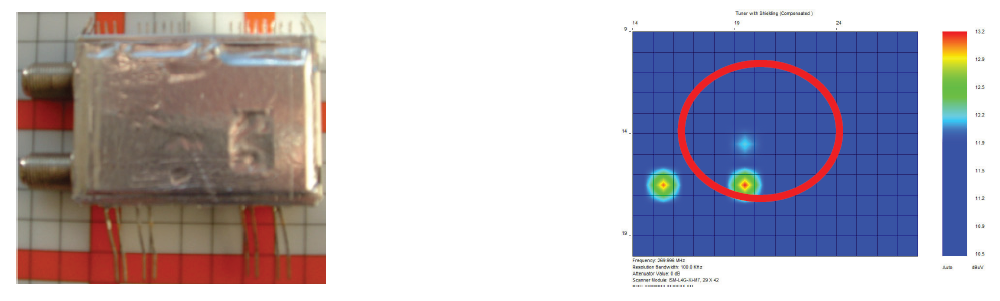 Tuner with Shielding (Compensated )
14 19 24
9
14
19
13.2
12.9
12.5
12.2
11.9
11.5
11.2
10.9
10.5
Auto dBuV
Frequency: 269.998 MHz
Resolution Bandwidth: 100.0 KHz
Attenuator Value: 0 dB